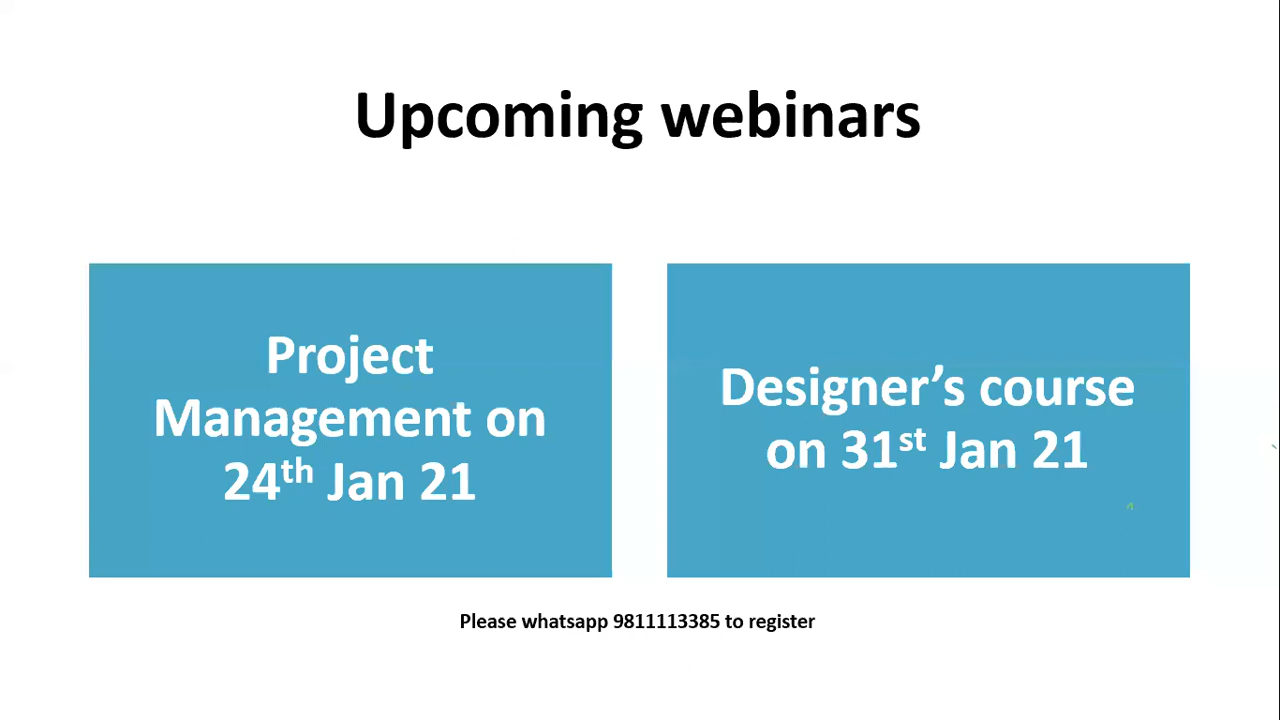 Upcoming webinars
Project
Management on
24th Jan 21
Designer’s course
on 31st Jan 21
Please whatsapp 9811113385 to register